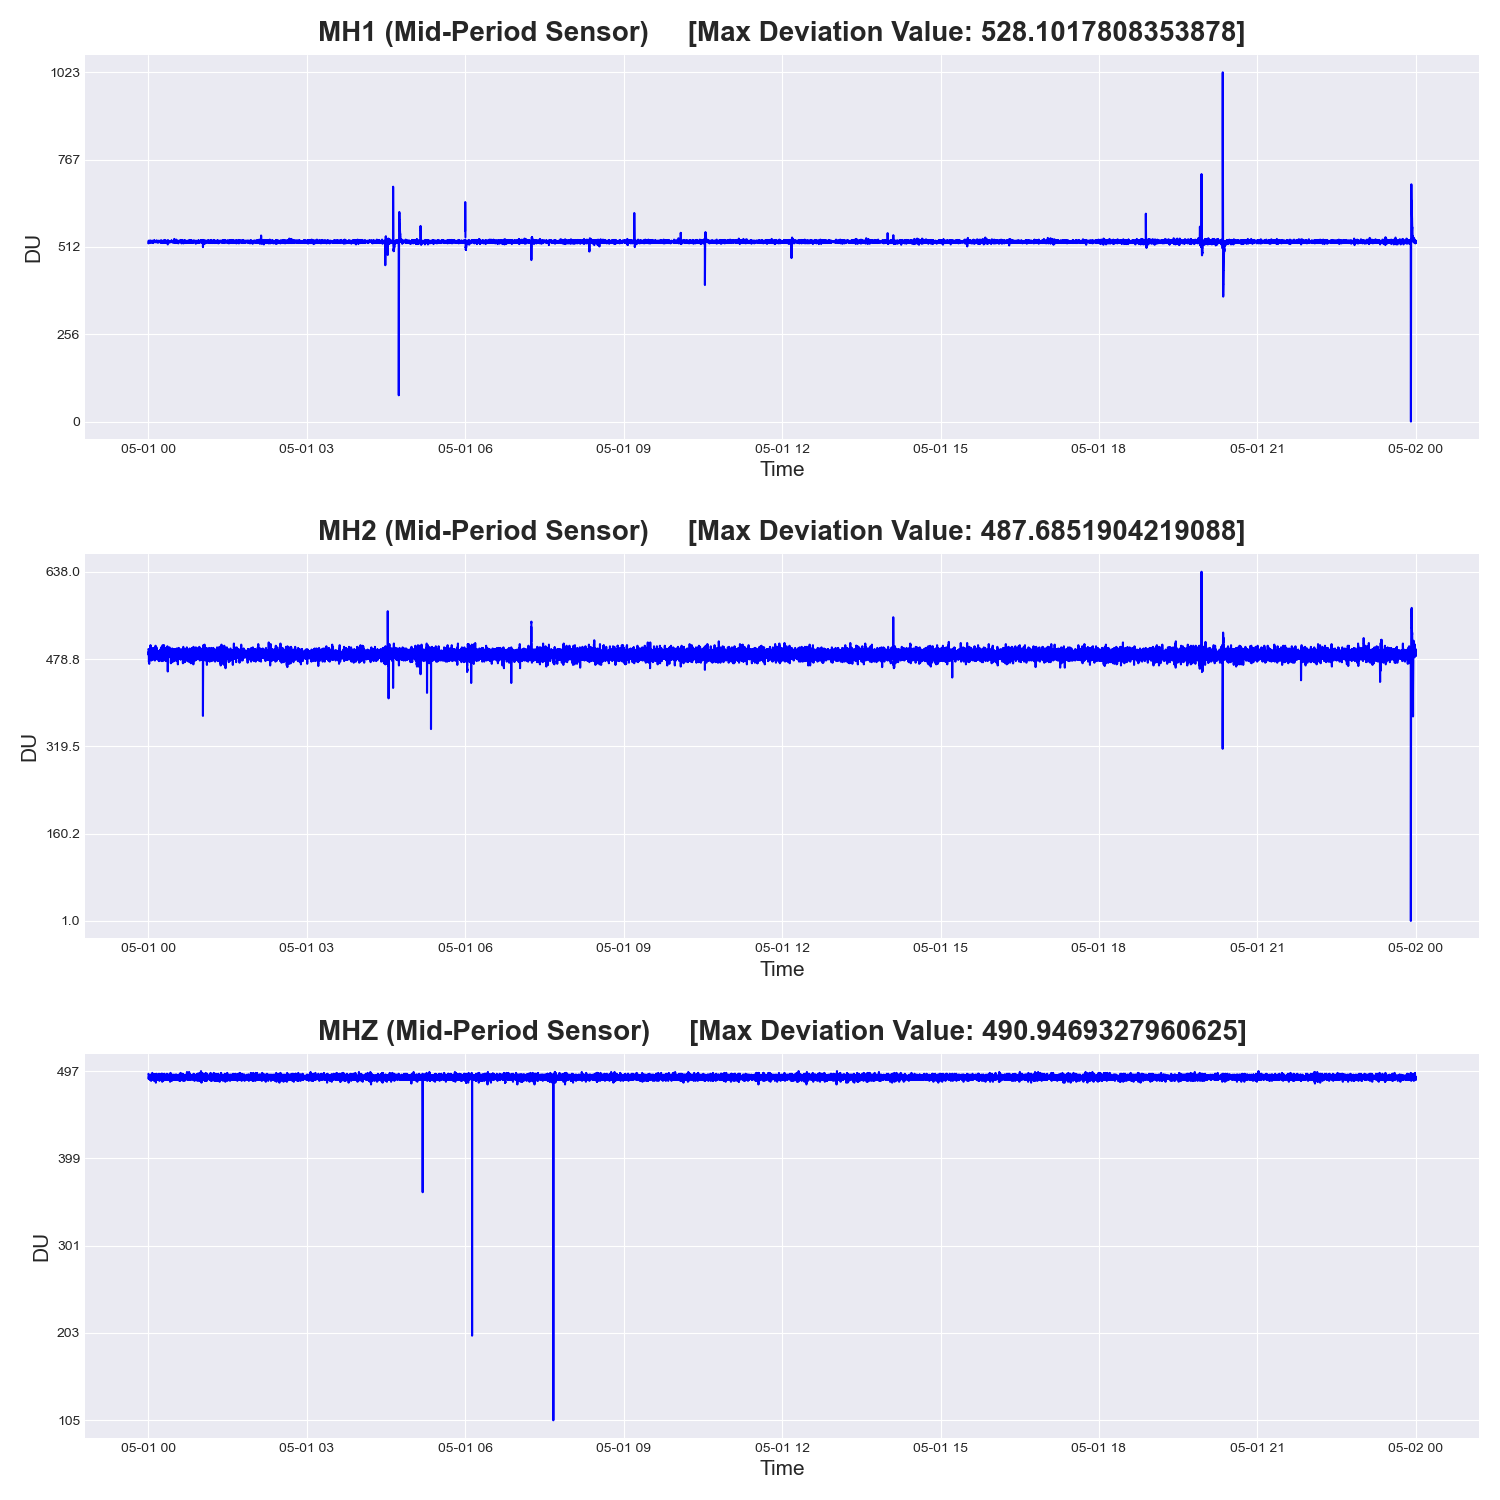 MH1 (Mid-Period Sensor) [Max Deviation Value: 528.1017808353878]
1023
767
512
256
0
DU
05-01 00 05-01 03 05-01 06 05-01 09 05-01 12 05-01 15 05-01 18 05-01 21 05-02 00
Time
MH2 (Mid-Period Sensor) [Max Deviation Value: 487.6851904219088]
638.0
478.8
319.5
160.2
1.0
DU
05-01 00 05-01 03 05-01 06 05-01 09 05-01 12 05-01 15 05-01 18 05-01 21 05-02 00
Time
MHZ (Mid-Period Sensor) [Max Deviation Value: 490.9469327960625]
497
399
301
203
105
DU
05-01 00 05-01 03 05-01 06 05-01 09 05-01 12 05-01 15 05-01 18 05-01 21 05-02 00
Time